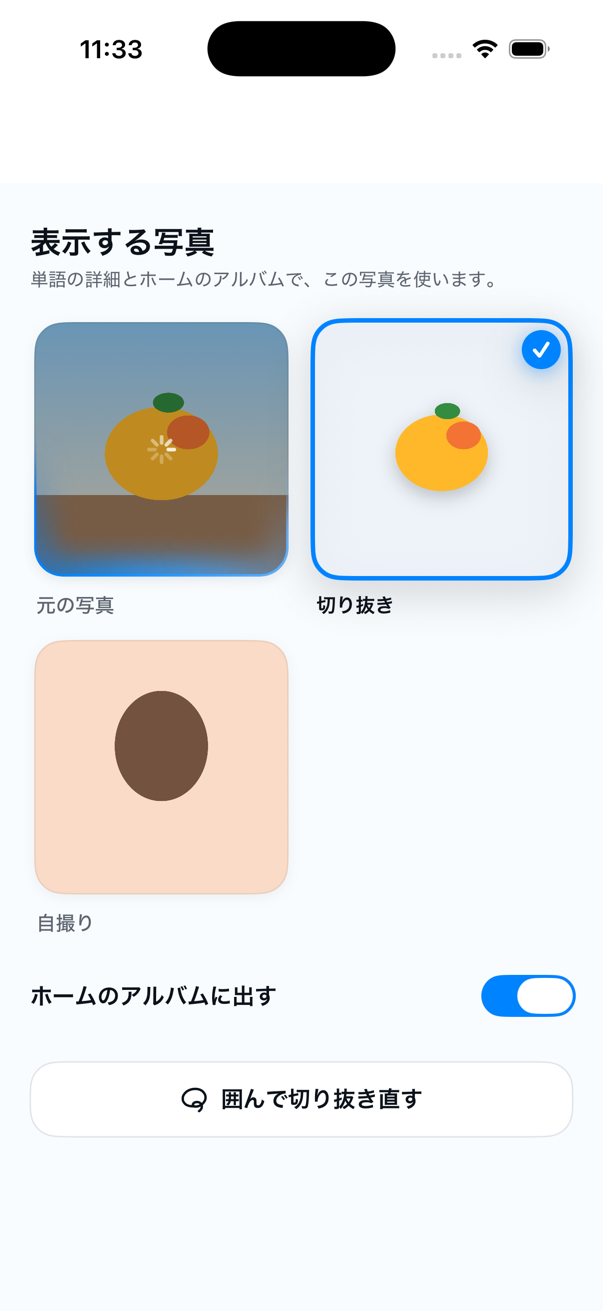 11:33
表示する写真
単語の詳細とホームのアルバムで、この写真を使います。
元の写真
切り抜き
自撮り
ホームのアルバムに出す
囲んで切り抜き直す